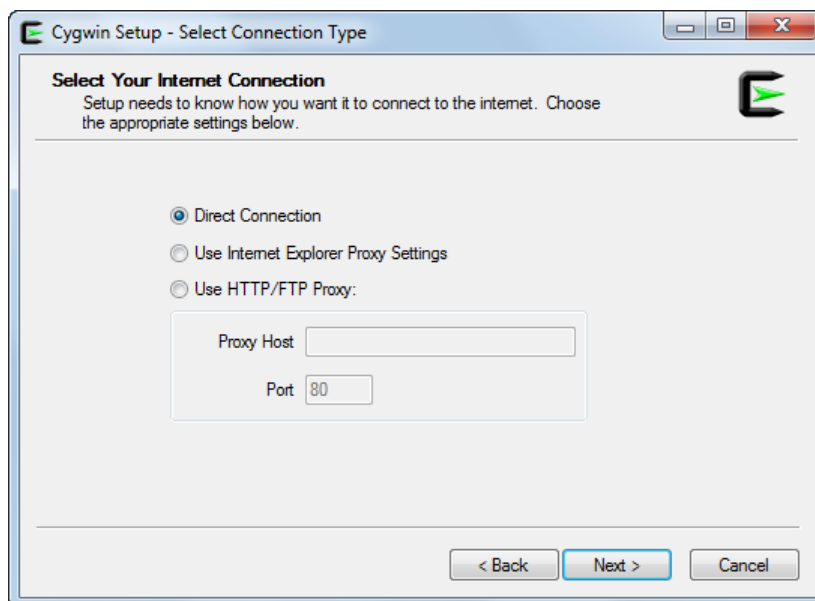 Cygwin Setup - Select Connection Type
Select Your Internet Connection
Setup needs to know how you want it to connect to the internet. Choose
the appropriate settings below.
Direct Connection
Use Internet Explorer Proxy Settings
Use HTTP/FTP Proxy:
Proxy Host
Port 80
< Back Next > Cancel